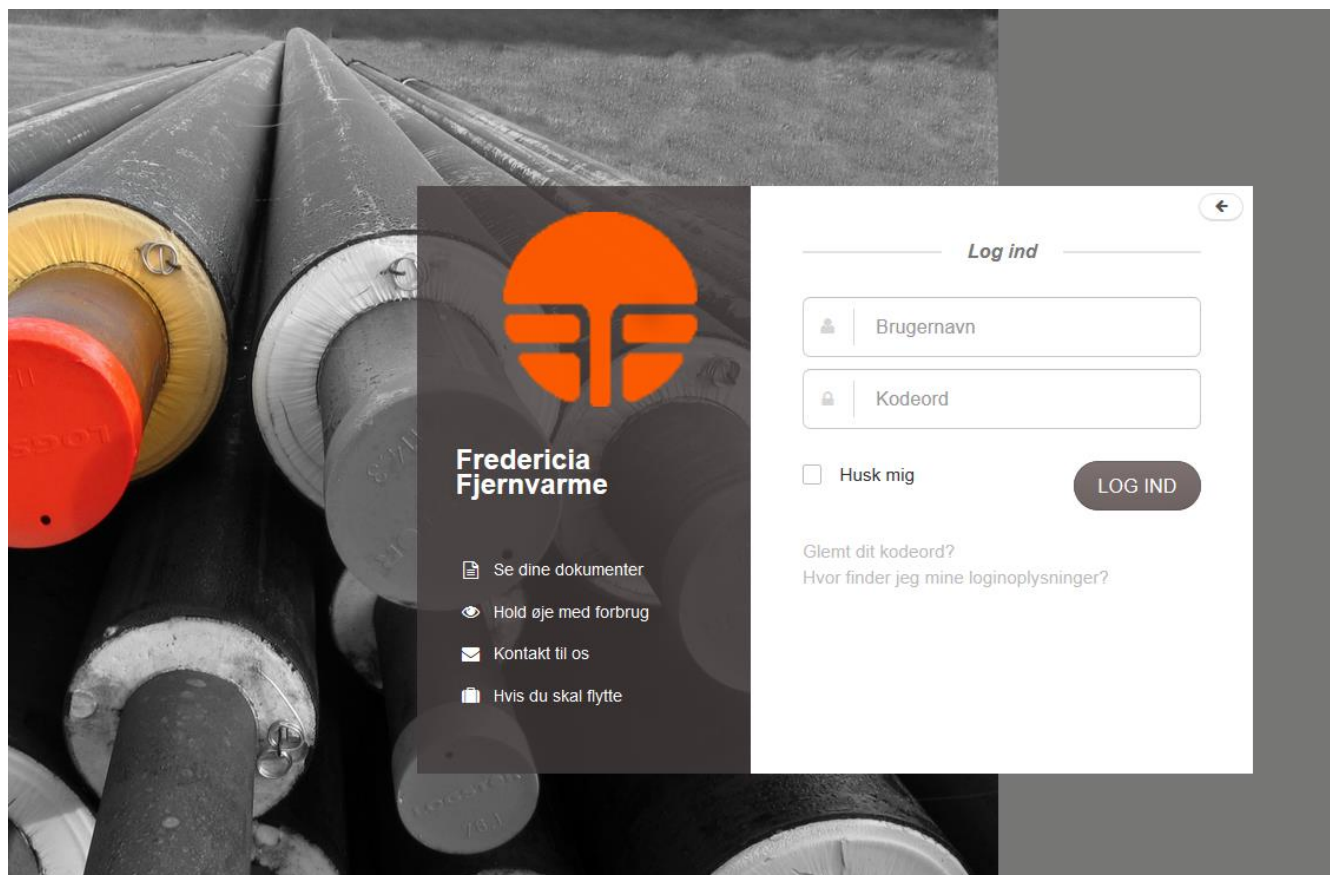 Fredericia
Fjernvarme
Se dine dokumenter
Hold øje med forbrug
Kontakt til os
Hvis du skal flytte
Log ind
Brugernavn
Kodeord
Husk mig
LOG IND
Glemt dit kodeord?
Hvor finder jeg mine loginoplysninger?